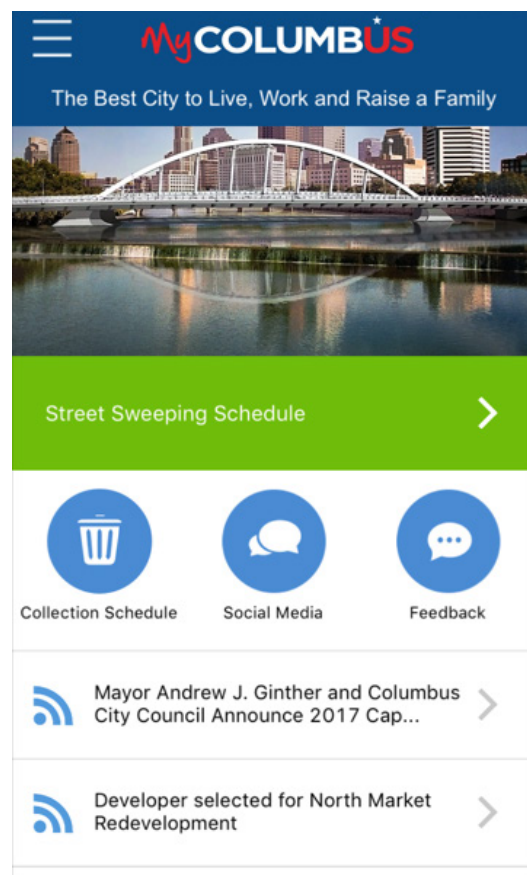 MyCOLUMBUS
The Best City to Live, Work and Raise a Family
Street Sweeping Schedule
Collection Schedule
Social Media
Feedback
Mayor Andrew J. Ginther and Columbus
City Council Announce 2017 Cap...
Developer selected for North Market
Redevelopment